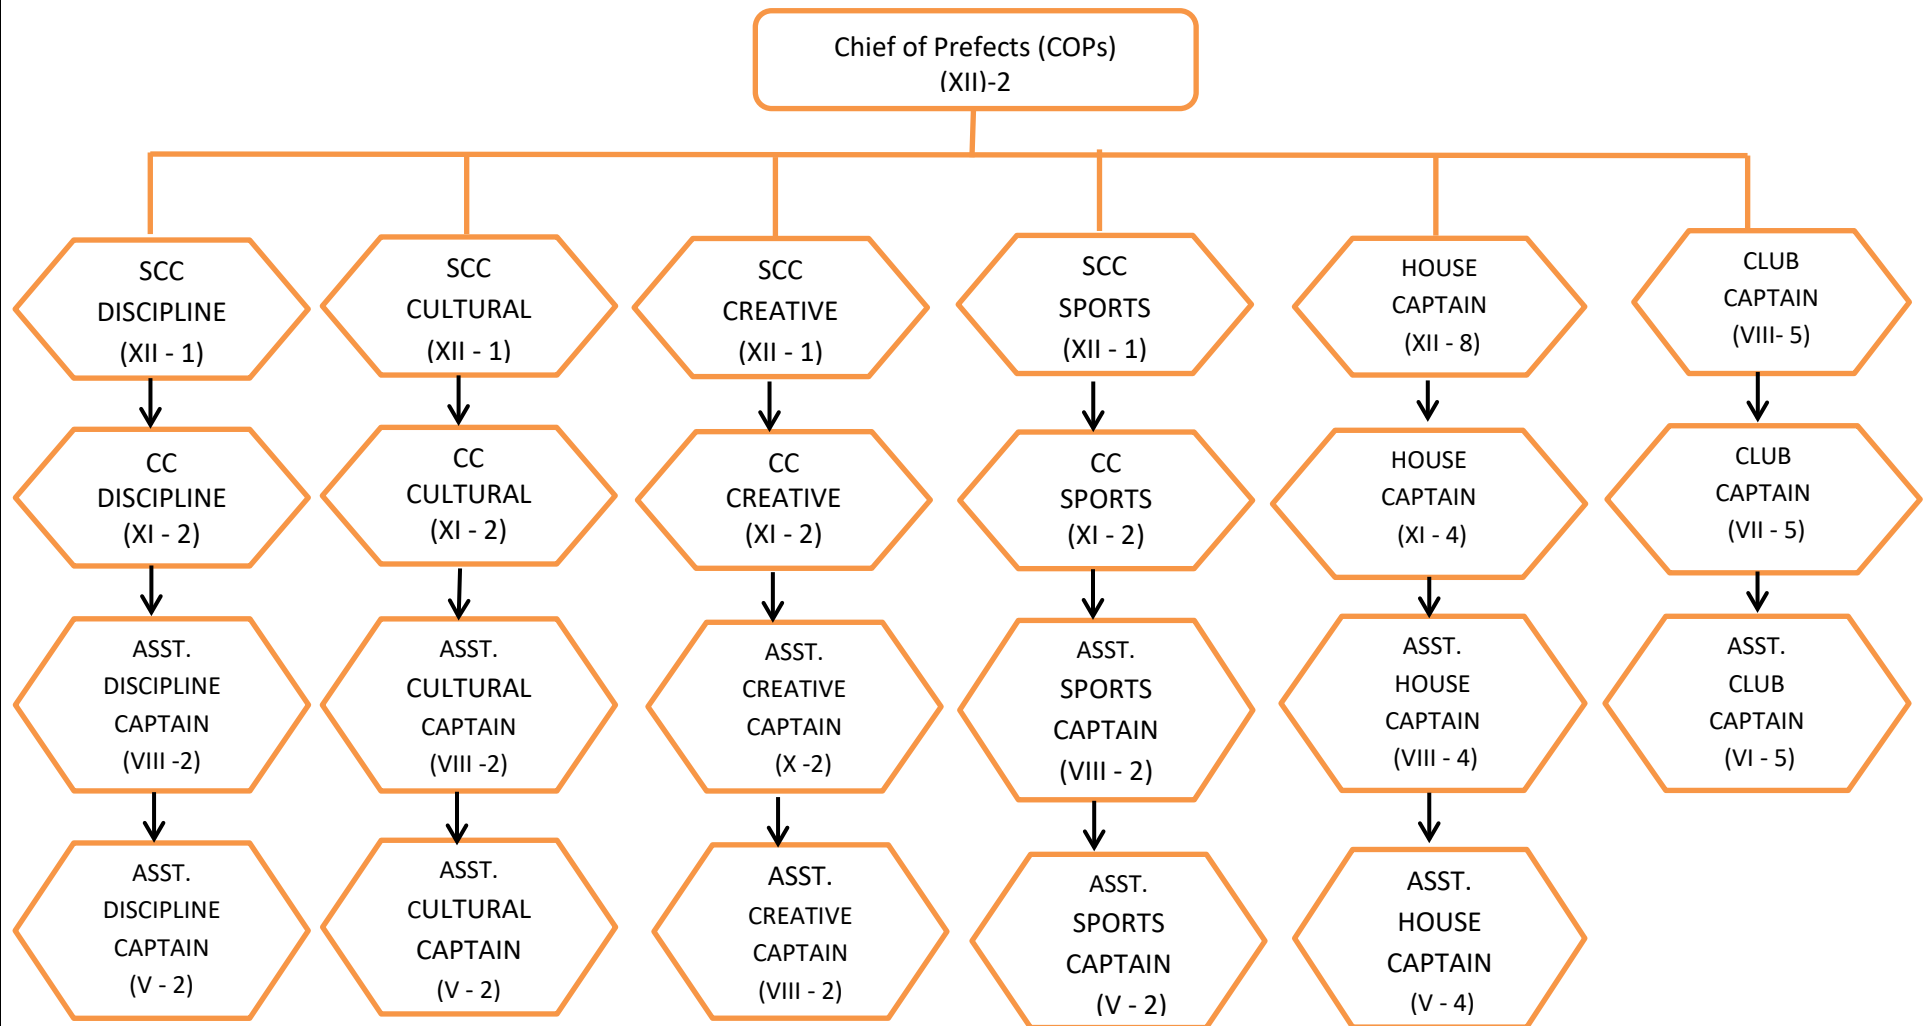 Chief of Prefects (COPs)
(XII)-2
SCC
DISCIPLINE
(XII - 1)
SCC
CULTURAL
(XII - 1)
SCC
CREATIVE
(XII - 1)
SCC
SPORTS
(XII - 1)
HOUSE
CAPTAIN
(XII - 8)
CLUB
CAPTAIN
(VIII- 5)
CC
DISCIPLINE
(XI - 2)
CC
CULTURAL
(XI - 2)
CC
CREATIVE
(XI - 2)
CC
SPORTS
(XI - 2)
HOUSE
CAPTAIN
(XI - 4)
CLUB
CAPTAIN
(VII - 5)
ASST.
DISCIPLINE
CAPTAIN
(VIII -2)
ASST.
CULTURAL
CAPTAIN
(VIII -2)
ASST.
CREATIVE
CAPTAIN
(X -2)
ASST.
SPORTS
CAPTAIN
(VIII - 2)
ASST.
HOUSE
CAPTAIN
(VIII - 4)
ASST.
CLUB
CAPTAIN
(VI - 5)
ASST.
DISCIPLINE
CAPTAIN
(V - 2)
ASST.
CULTURAL
CAPTAIN
(V - 2)
ASST.
CREATIVE
CAPTAIN
(VIII - 2)
ASST.
SPORTS
CAPTAIN
(V - 2)
ASST.
HOUSE
CAPTAIN
(V - 4)